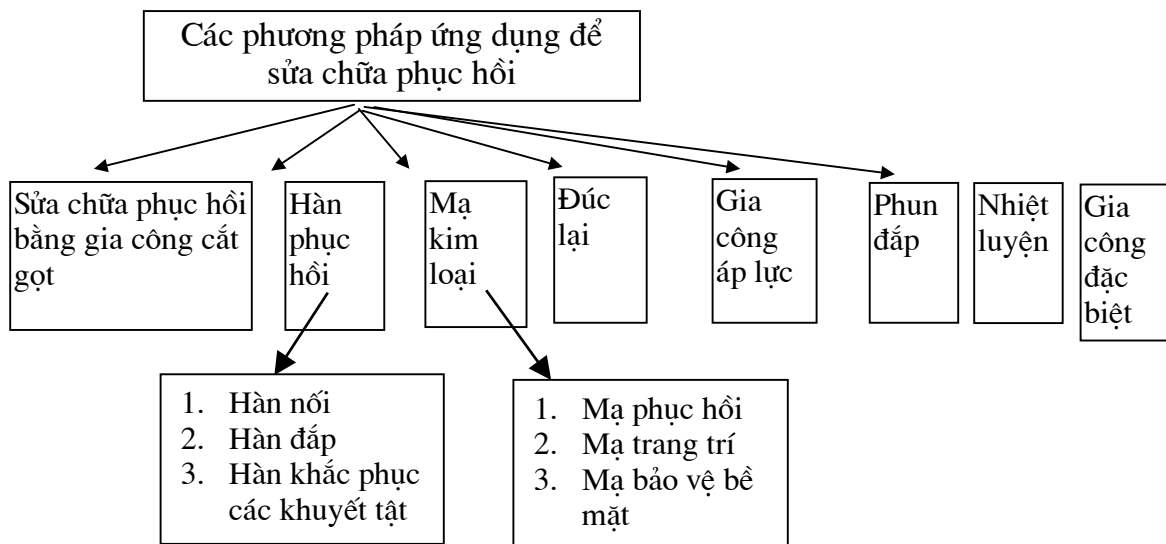 Các phương pháp ứng dụng để
sửa chữa phục hồi
Sửa chữa phục hồi
bằng gia công cắt
gọt
Hàn
phục
hồi
Mạ
kim
loại
Đúc
lại
Gia
công
áp lực
Phun
đắp
Nhiệt
luyện
Gia
công
đặc
biệt
1. Hàn nối
2. Hàn đắp
3. Hàn khắc phục
các khuyết tật
1. Mạ phục hồi
2. Mạ trang trí
3. Mạ bảo vệ bề
mặt